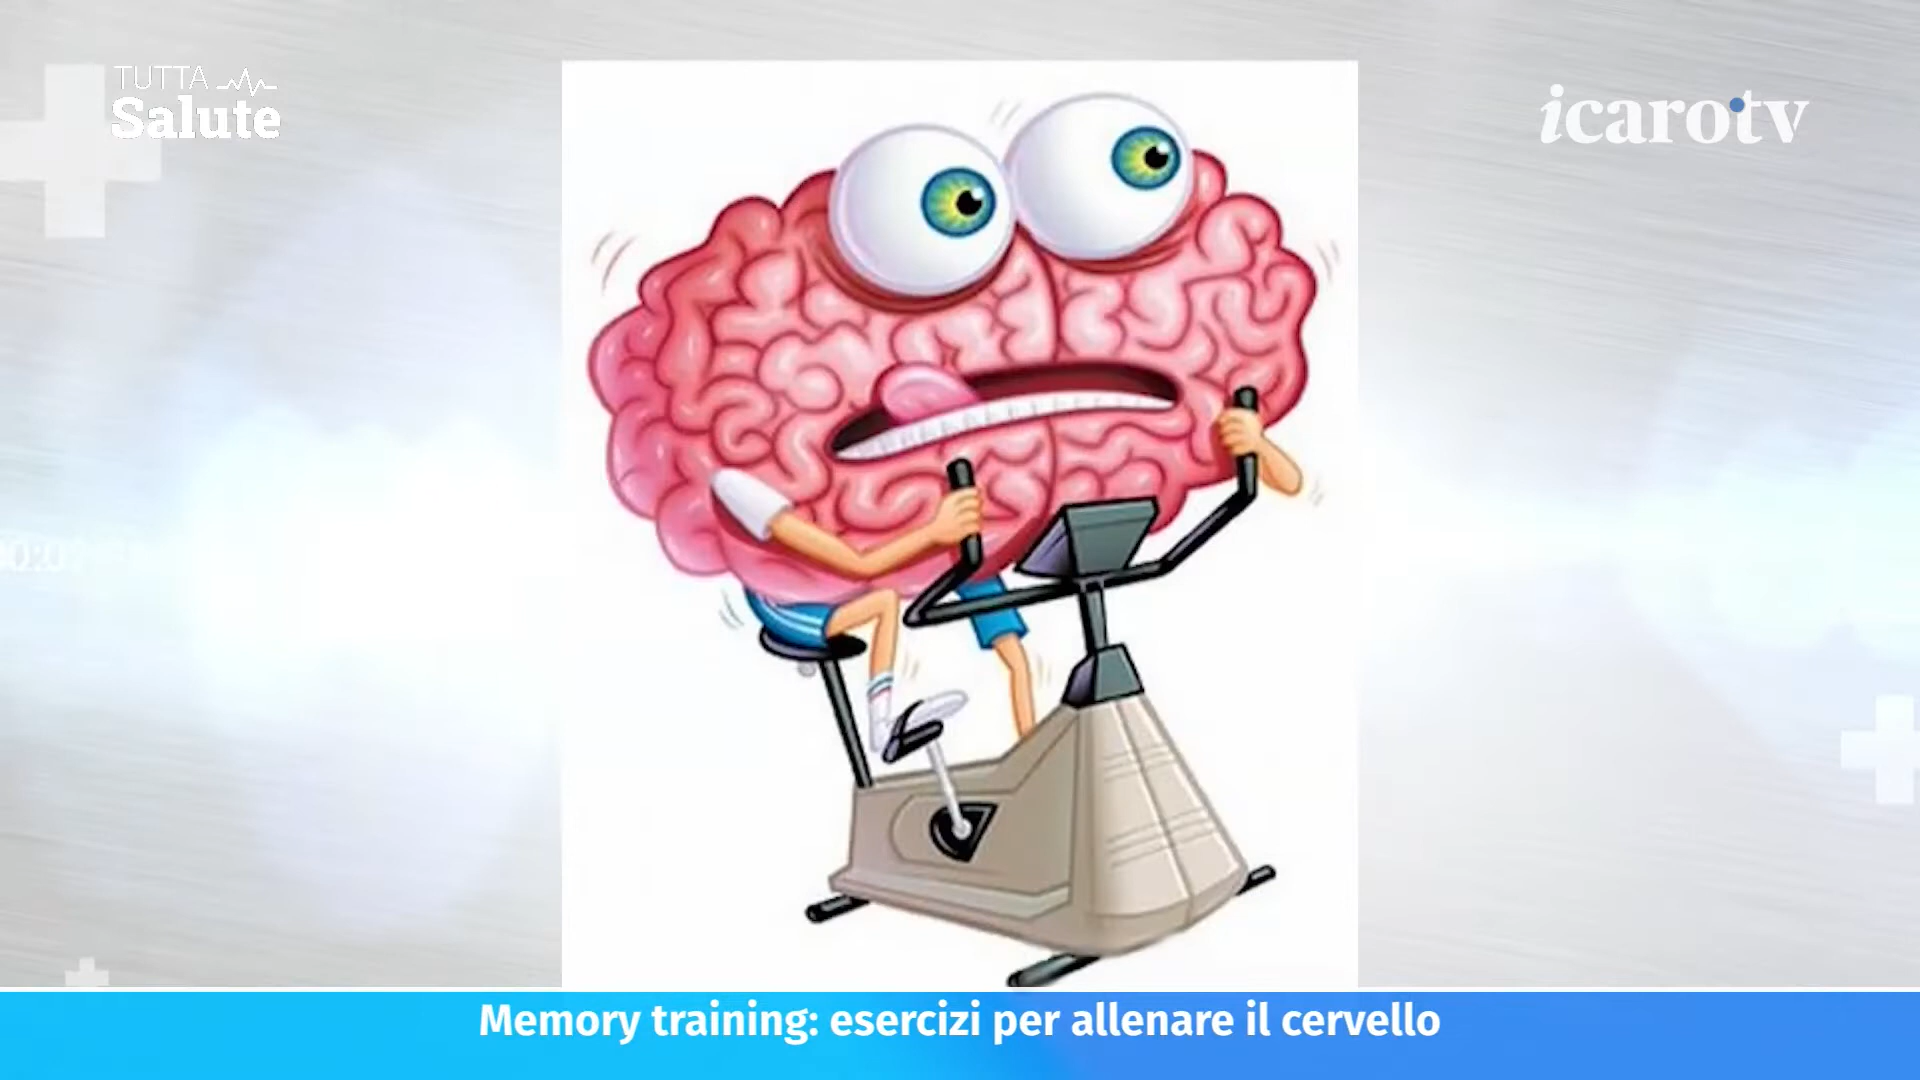 TUTTA
Salute
icarotv
Memory training: esercizi per allenare il cervello